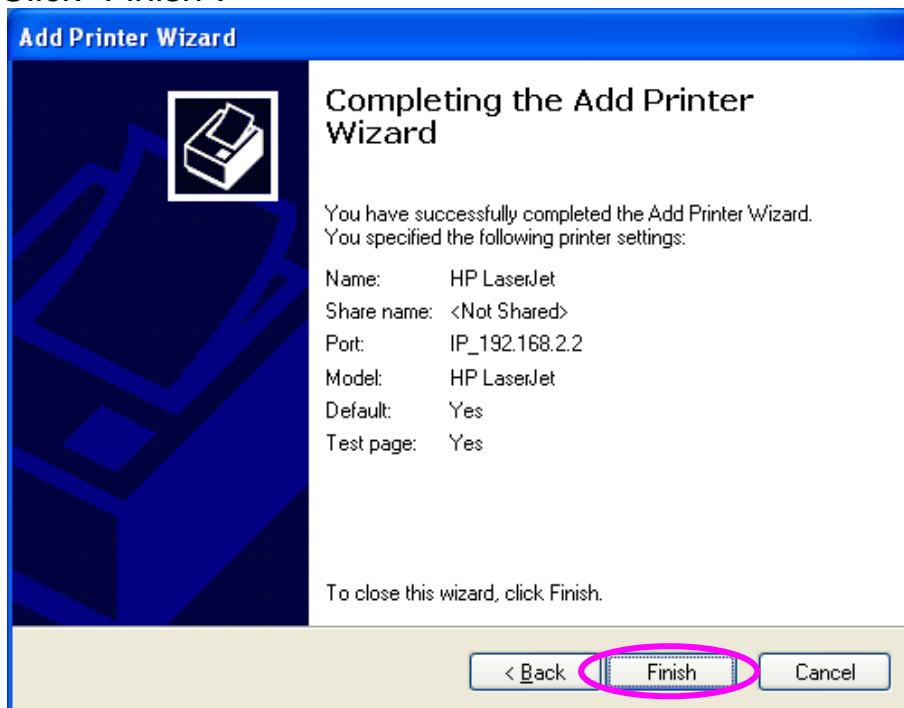 Add Printer Wizard
Completing the Add Printer
Wizard
You have successfully completed the Add Printer Wizard.
You specified the following printer settings:
Name: HP LaserJet
Share name: <Not Shared>
Port: IP_192.168.2.2
Model: HP LaserJet
Default: Yes
Test page: Yes
To close this wizard, click Finish.
< Back Finish Cancel